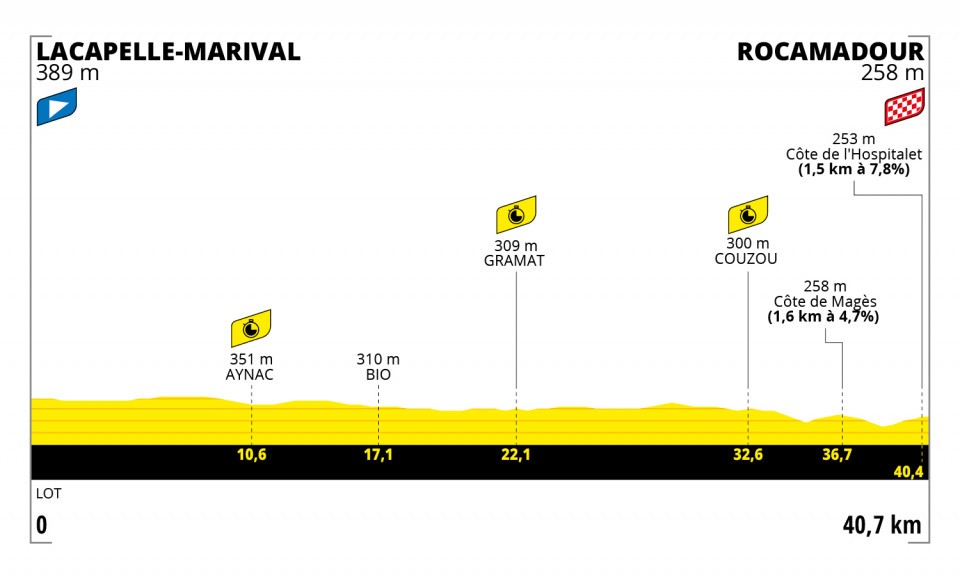 LACAPELLE-MARIVAL
389 m
ROCAMADOUR
258 m
253 m
Côte de l'Hospitalet
(1,5 km à 7,8%)
309 m
GRAMAT
300 m
COUZOU
258 m
Côte de Magès
(1,6 km à 4,7%)
351 m
AYNAC
310 m
BIO
10,6
17,1
22,1
32,6
36,7
40,4
LOT
0
40,7 km